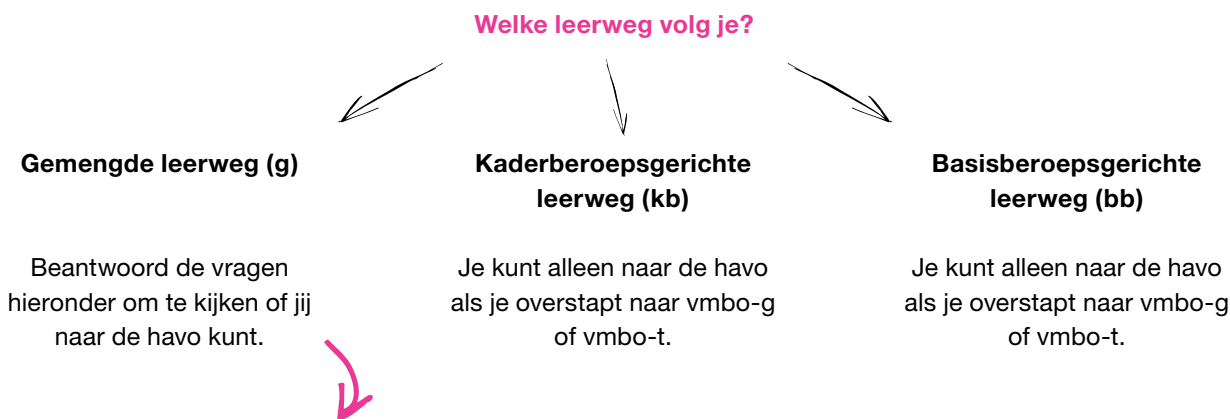 Welke leerweg volg je?
Gemengde leerweg (g)
Beantwoord de vragen
hieronder om te kijken of jij
naar de havo kunt.
Kaderberoepsgerichte
leerweg (kb)
Je kunt alleen naar de havo
als je overstapt naar vmbo-g
of vmbo-t.
Basisberoepsgerichte
leerweg (bb)
Je kunt alleen naar de havo
als je overstapt naar vmbo-g
of vmbo-t.